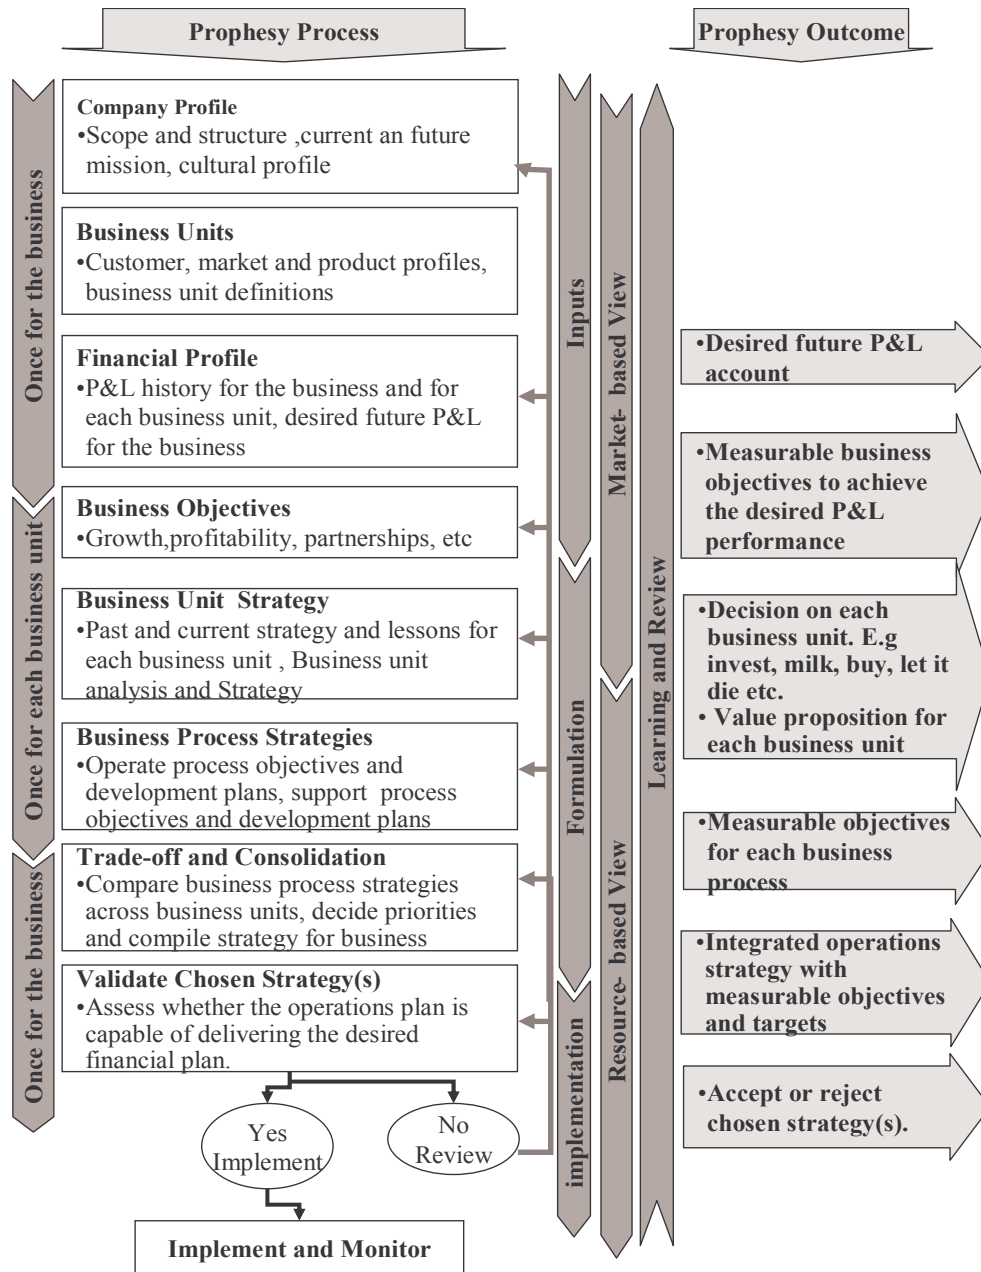 Prophesy Process
Prophesy Outcome
Once for the business
Once for each business unit
Once for the business
Company Profile
•Scope and structure ,current an future
mission, cultural profile
Business Units
•Customer, market and product profiles,
business unit definitions
Financial Profile
•P&L history for the business and for
each business unit, desired future P&L
for the business
Business Objectives
•Growth,profitability, partnerships, etc
Business Unit Strategy
•Past and current strategy and lessons for
each business unit , Business unit
analysis and Strategy
Business Process Strategies
•Operate process objectives and
development plans, support process
objectives and development plans
Trade-off and Consolidation
•Compare business process strategies
across business units, decide priorities
and compile strategy for business
Validate Chosen Strategy(s)
•Assess whether the operations plan is
capable of delivering the desired
financial plan.
Yes
Implement
No
Review
Implement and Monitor
Inputs
Formulation
implementation
Market- based View
Resource- based View
Learning and Review
•Desired future P&L
account
•Measurable business
objectives to achieve
the desired P&L
performance
•Decision on each
business unit. E.g
invest, milk, buy, let it
die etc.
• Value proposition for
each business unit
•Measurable objectives
for each business
process
•Integrated operations
strategy with
measurable objectives
and targets
•Accept or reject
chosen strategy(s).